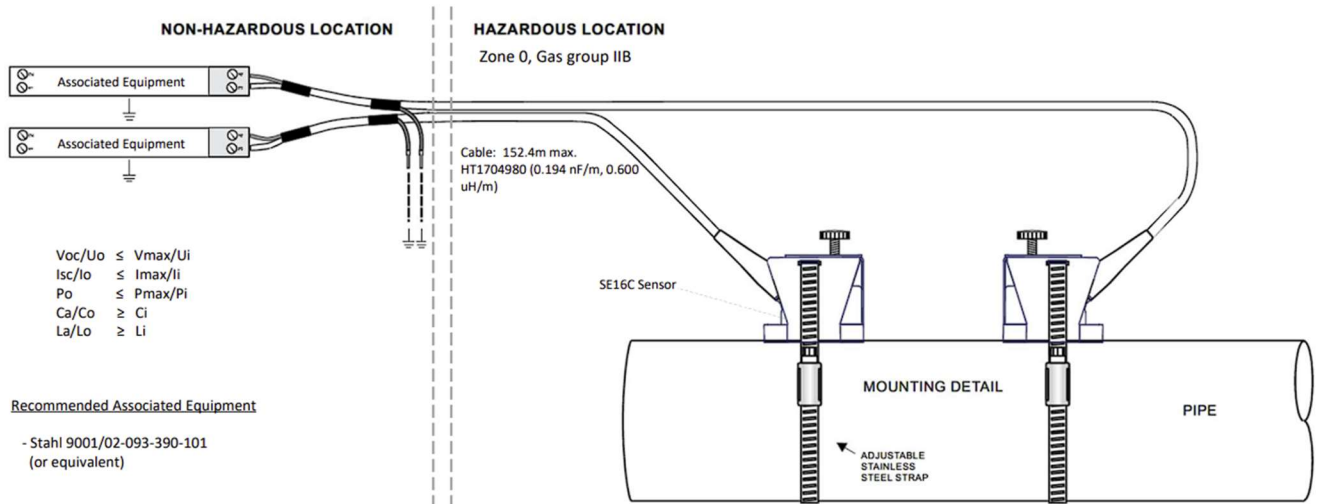 NON-HAZARDOUS LOCATION
HAZARDOUS LOCATION
Zone 0, Gas group IIB
Associated Equipment
Associated Equipment
Cable: 152.4m max.
HT1704980 (0.194 nF/m, 0.600
uH/m)
Voc/Uo ≤ Vmax/Ui
Isc/Io ≤ Imax/Ii
Po ≤ Pmax/Pi
Ca/Co ≥ Ci
La/Lo ≥ Li
SE16C Sensor
Recommended Associated Equipment
- Stahl 9001/02-093-390-101
(or equivalent)
MOUNTING DETAIL
PIPE
ADJUSTABLE
STAINLESS
STEEL STRAP